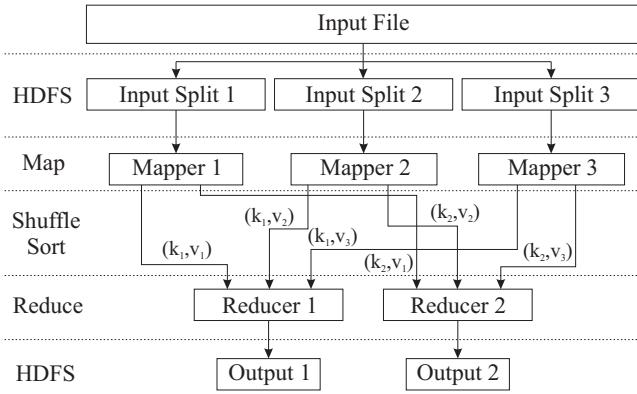 Input File
HDFS
Input Split 1
Input Split 2
Input Split 3
Map
Mapper 1
Mapper 2
Mapper 3
Shuffle
Sort
(k₁,v₁)
(k₁,v₂)
(k₁,v₃)
(k₂,v₁)
(k₂,v₂)
(k₂,v₃)
Reduce
Reducer 1
Reducer 2
HDFS
Output 1
Output 2